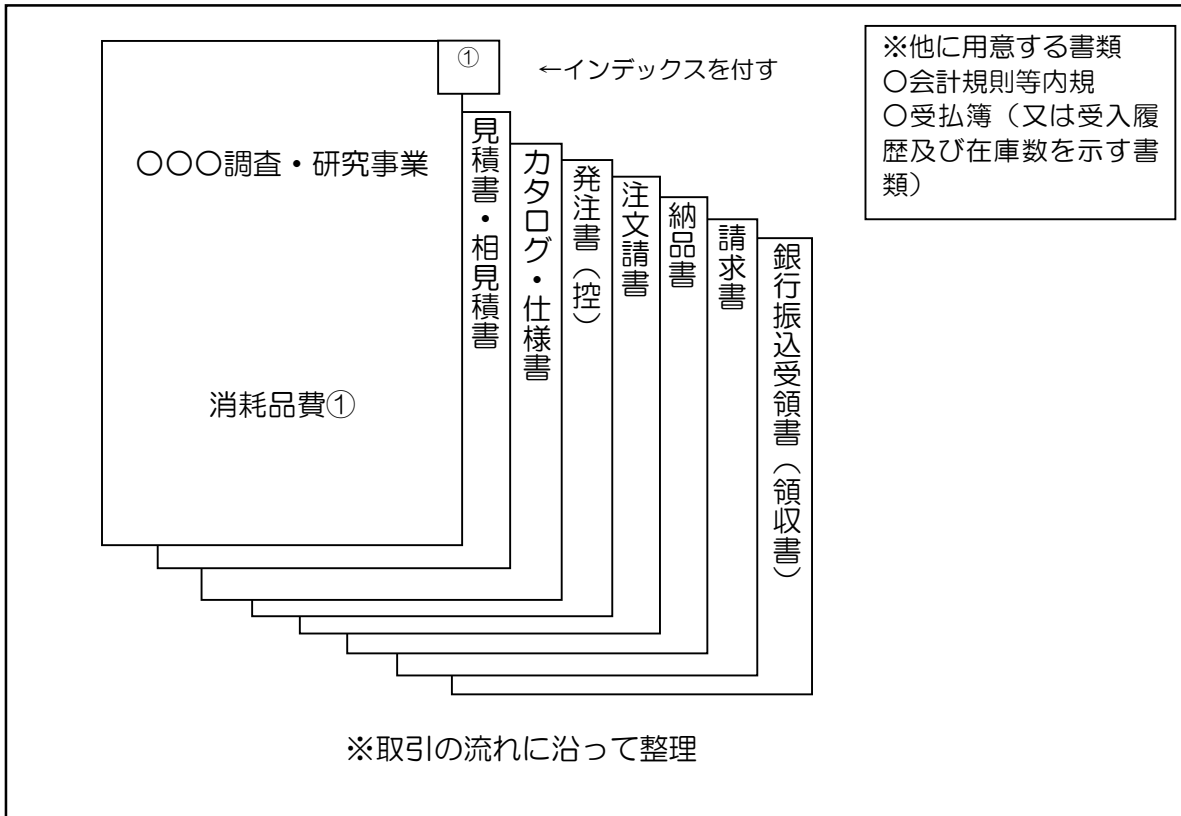 ①
←インデックスを付す
〇〇〇調査・研究事業
消耗品費①
見積書・相見積書
カタログ・仕様書
発注書（控）
注文請書
納品書
請求書
銀行振込受領書（領収書）
※他に用意する書類
〇会計規則等内規
〇受払簿（又は受入履
歴及び在庫数を示す書
類）
※取引の流れに沿って整理